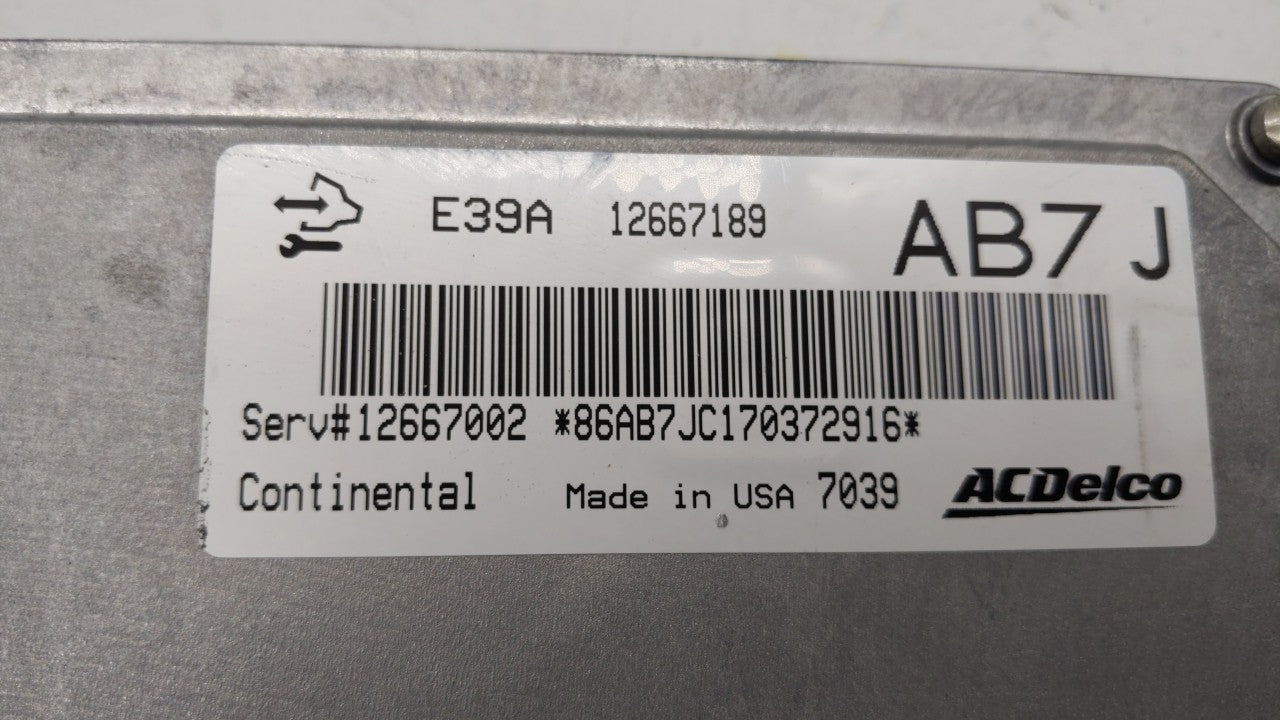 E39A 12667189 AB7 J
Serv#12667002 *86AB7JC170372916*
Continental Made in USA 7039 ACDelco